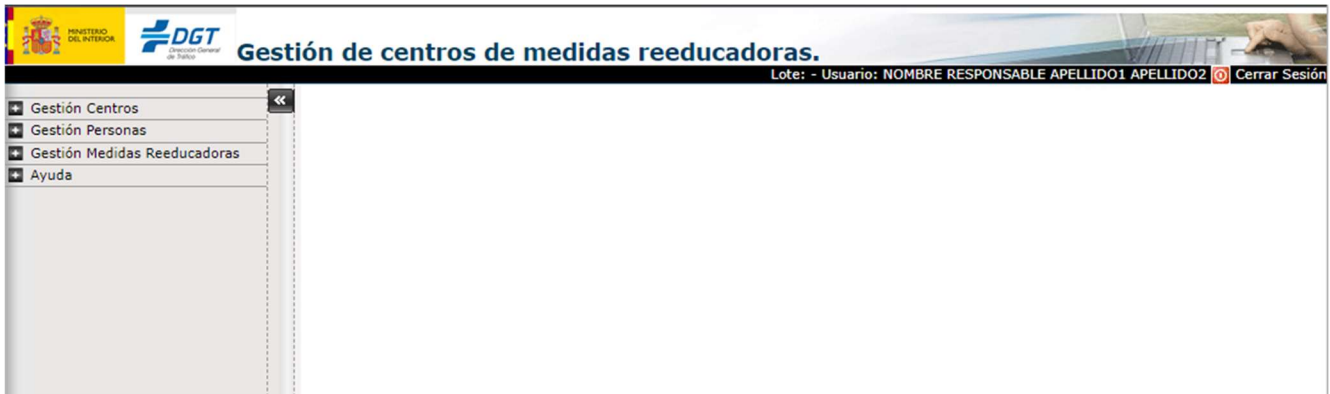 MINISTERIO
DEL INTERIOR
DGT
Dirección General
de Tráfico
Gestión de centros de medidas reeducadoras.
Lote: - Usuario: NOMBRE RESPONSABLE APELLIDO1 APELLIDO2 Cerrar Sesión
Gestión Centros
Gestión Personas
Gestión Medidas Reeducadoras
Ayuda